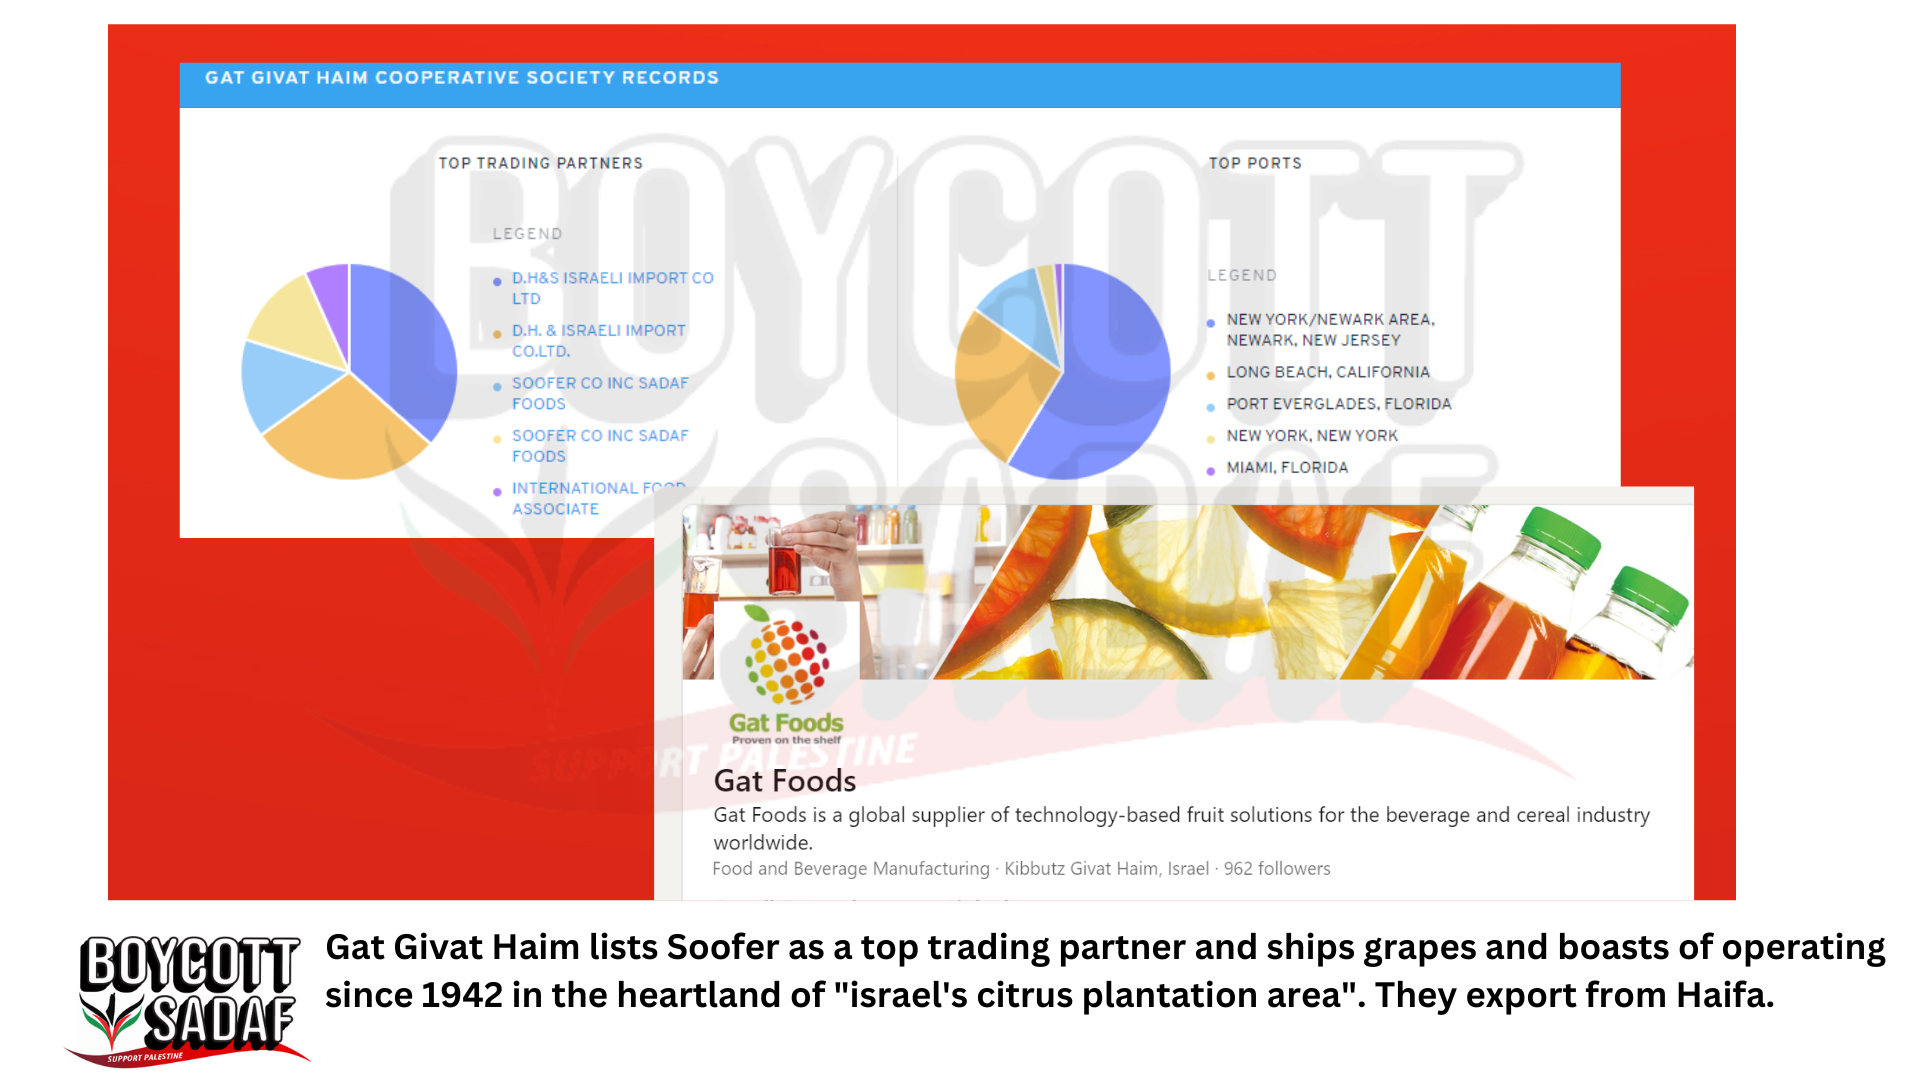 GAT GIVAT HAIM COOPERATIVE SOCIETY RECORDS
TOP TRADING PARTNERS
LEGEND
D.H&S ISRAELI IMPORT CO
LTD
D.H. & ISRAELI IMPORT
CO.LTD.
SOOFER CO INC SADAF
FOODS
SOOFER CO INC SADAF
FOODS
INTERNATIONAL FOOD
ASSOCIATE
TOP PORTS
LEGEND
NEW YORK/NEWARK AREA,
NEWARK, NEW JERSEY
LONG BEACH, CALIFORNIA
PORT EVERGLADES, FLORIDA
NEW YORK, NEW YORK
MIAMI, FLORIDA
BOYCOTT
SADAF
SUPPORT PALESTINE
Gat Foods
Proven on the shelf
Gat Foods
Gat Foods is a global supplier of technology-based fruit solutions for the beverage and cereal industry
worldwide.
Food and Beverage Manufacturing · Kibbutz Givat Haim, Israel · 962 followers
BOYCOTT
SADAF
SUPPORT PALESTINE
Gat Givat Haim lists Soofer as a top trading partner and ships grapes and boasts of operating
since 1942 in the heartland of "israel's citrus plantation area". They export from Haifa.